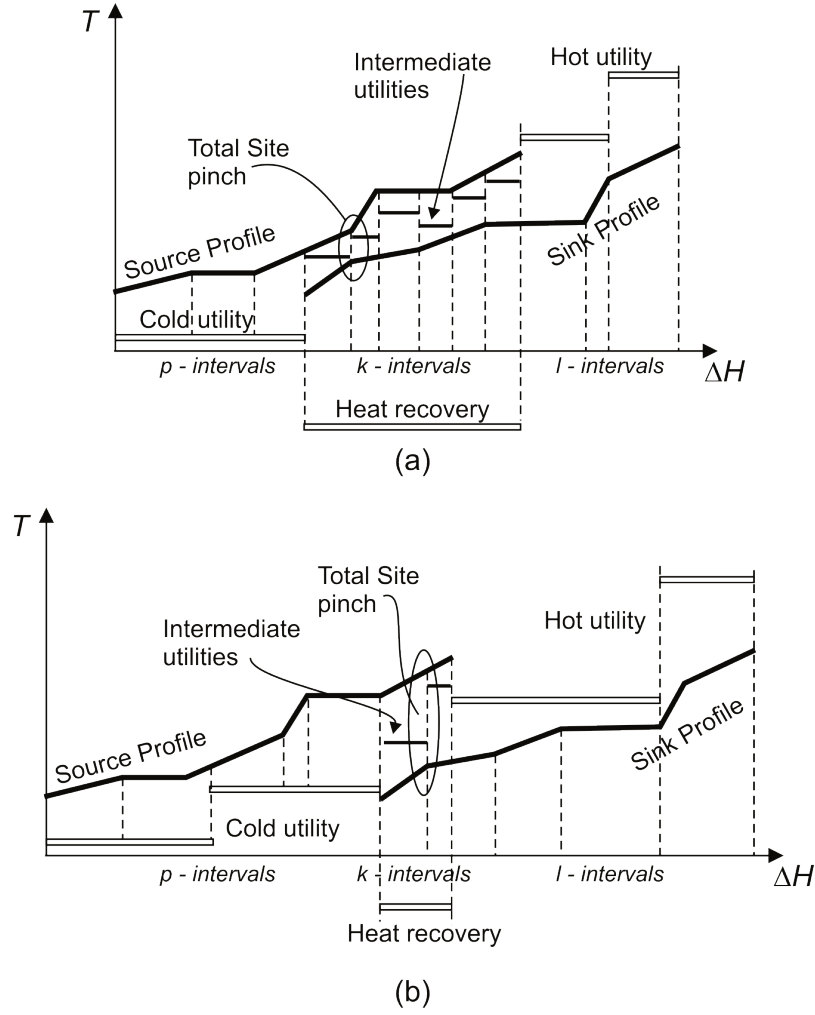 T
Hot utility
Intermediate
utilities
Total Site
pinch
Source Profile
Sink Profile
Cold utility
p - intervals
k - intervals
l - intervals
ΔH
Heat recovery
(a)
T
Total Site
pinch
Intermediate
utilities
Hot utility
Source Profile
Sink Profile
Cold utility
p - intervals
k - intervals
l - intervals
ΔH
Heat recovery
(b)